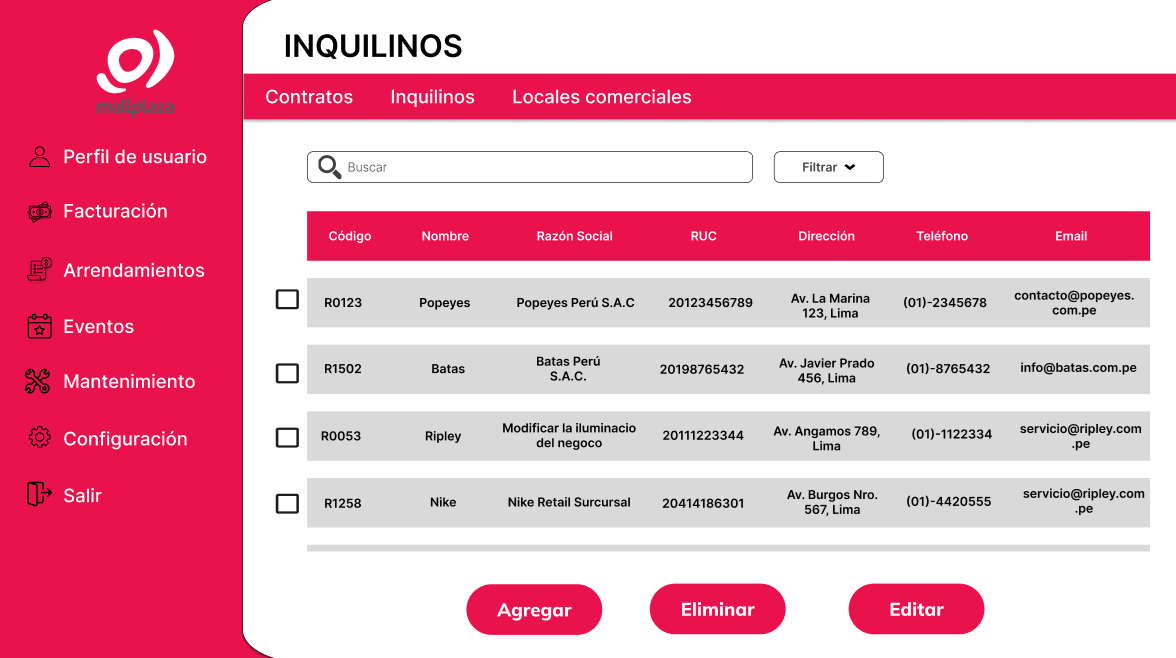 mallplaza
Perfil de usuario
Facturación
Arrendamientos
Eventos
Mantenimiento
Configuración
Salir
INQUILINOS
Contratos Inquilinos Locales comerciales
Buscar
Filtrar
Código Nombre Razón Social RUC Dirección Teléfono Email
R0123 Popeyes Popeyes Perú S.A.C 20123456789 Av. La Marina
123, Lima
(01)-2345678 contacto@popeyes.
com.pe
R1502 Batas Batas Perú
S.A.C.
20198765432 Av. Javier Prado
456, Lima
(01)-8765432 info@batas.com.pe
R0053 Ripley Modificar la iluminacio
del negoco
20111223344 Av. Angamos 789,
Lima
(01)-1122334 servicio@ripley.com
.pe
R1258 Nike Nike Retail Surcursal 20414186301 Av. Burgos Nro.
567, Lima
(01)-4420555 servicio@ripley.com
.pe
Agregar Eliminar Editar